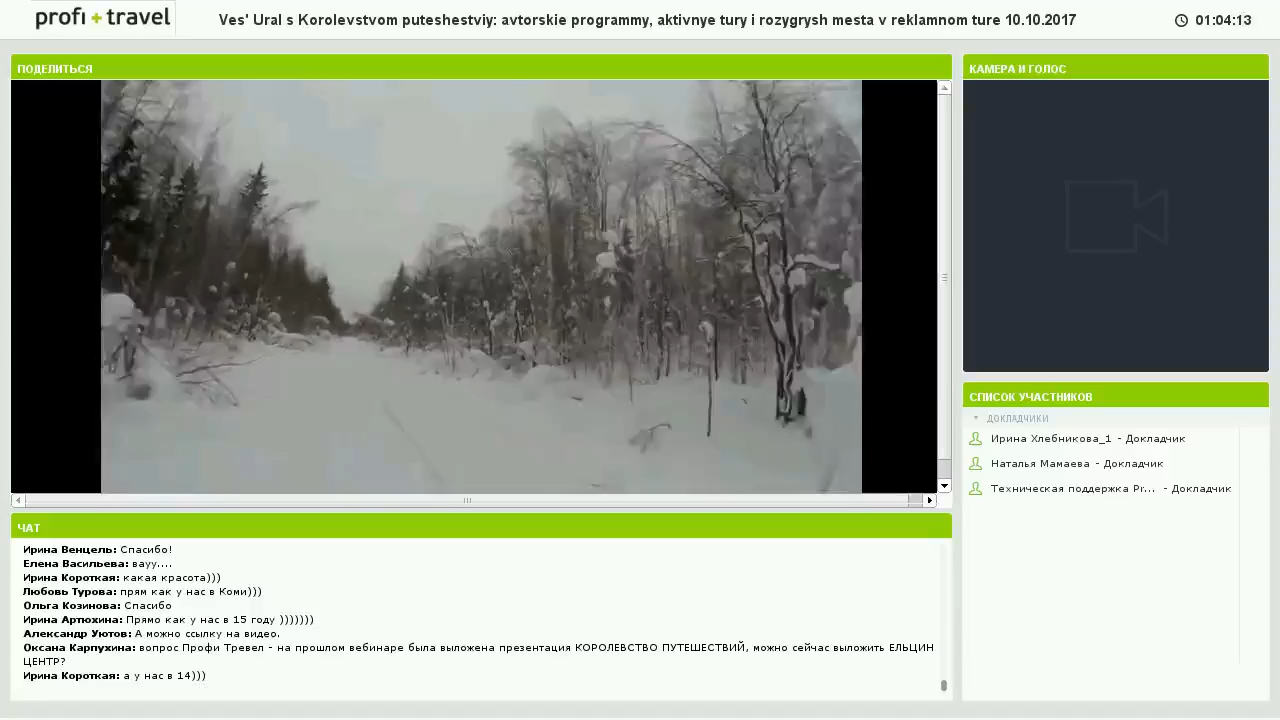 profi + travel
Ves' Ural s Korolevstvom puteshestviy: avtorskie programmy, aktivnye tury i rozygrysh mesta v reklamnom ture 10.10.2017
01:04:13
ПОДЕЛИТЬСЯ
КАМЕРА И ГОЛОС
СПИСОК УЧАСТНИКОВ
ДОКЛАДЧИКИ
Ирина Хлебникова_1 - Докладчик
Наталья Мамаева - Докладчик
Техническая поддержка Pr... - Докладчик
ЧАТ
Ирина Венцель: Спасибо!
Елена Васильева: вауу....
Ирина Короткая: какая красота)))
Любовь Турова: прям как у нас в Коми)))
Ольга Козинова: Спасибо
Ирина Артюхина: Прямо как у нас в 15 году )))))))
Александр Уютов: А можно ссылку на видео.
Оксана Карпухина: вопрос Профи Тревел - на прошлом вебинаре была выложена презентация КОРОЛЕВСТВО ПУТЕШЕСТВИЙ, можно сейчас выложить ЕЛЬЦИН
ЦЕНТР?
Ирина Короткая: а у нас в 14)))